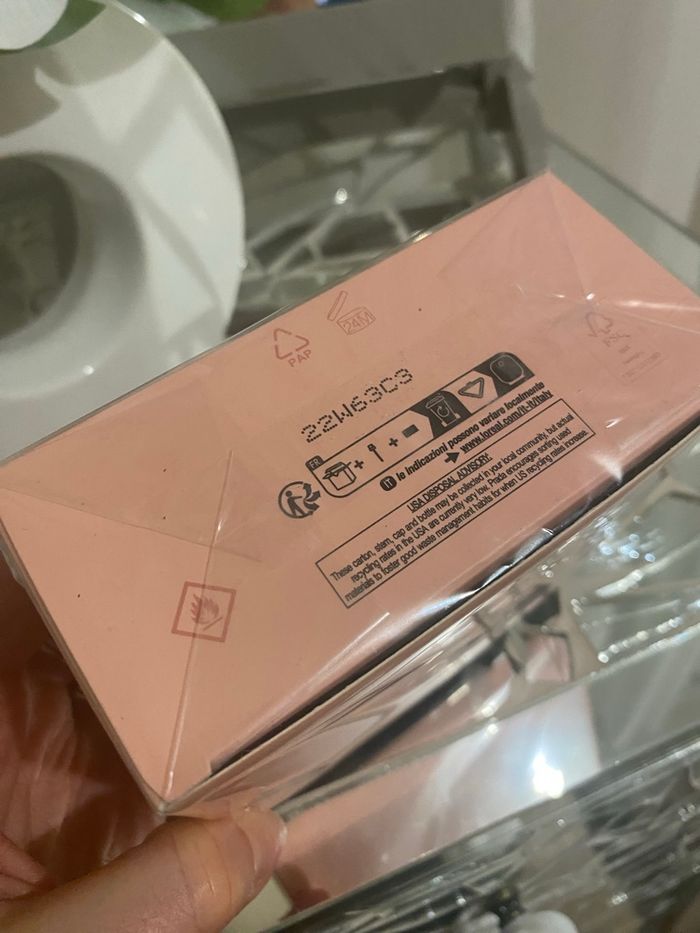 24M
PAP
22W63C3
FR
IT le indicazioni possono variare localmente
www.loreal.com/it-it/italy
USA DISPOSAL ADVISORY:
These carton, stem, cap and bottle may be collected in your local community, but actual
recycling rates in the USA are currently very low. Prada encourages sorting used
materials to foster good waste management habits for when US recycling rates increase.